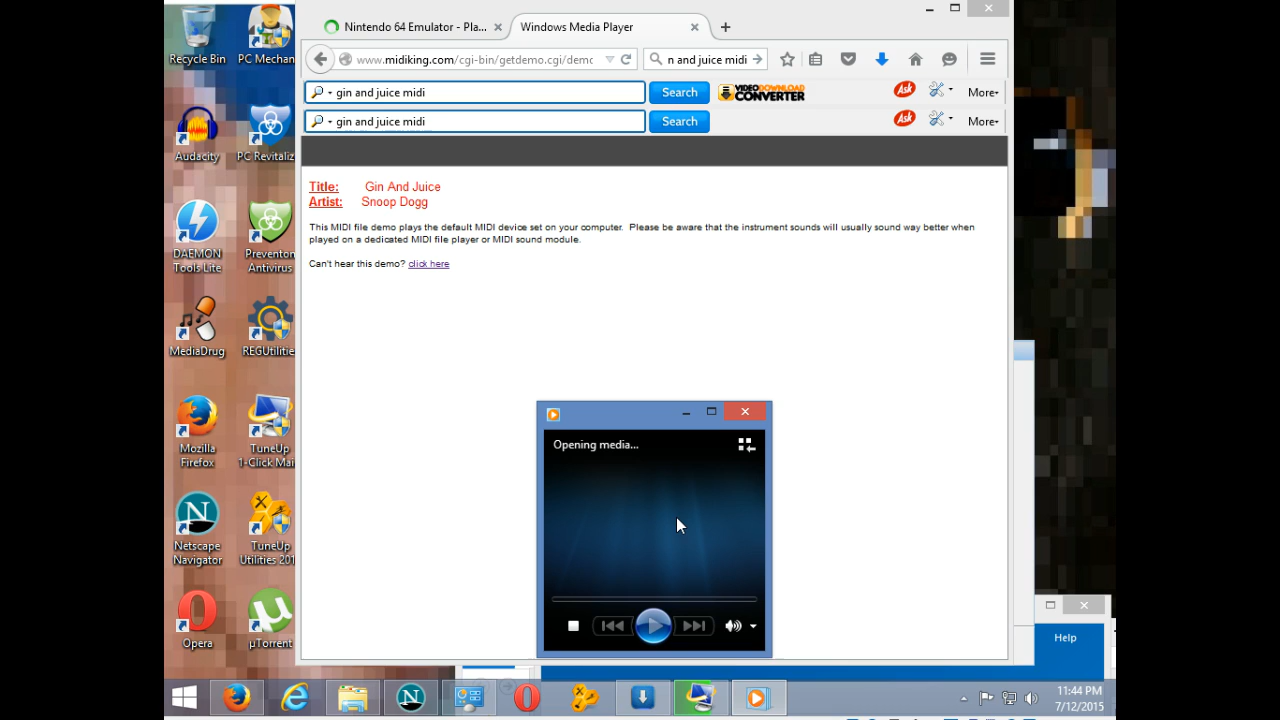 Nintendo 64 Emulator - Pla...
Windows Media Player
www.midiking.com/cgi-bin/getdemo.cgi/demo
n and juice midi
gin and juice midi
Search
VIDEO DOWNLOAD CONVERTER
Ask
More
gin and juice midi
Search
Ask
More
Title: Gin And Juice
Artist: Snoop Dogg
This MIDI file demo plays the default MIDI device set on your computer. Please be aware that the instrument sounds will usually sound way better when
played on a dedicated MIDI file player or MIDI sound module.
Can't hear this demo? click here
Recycle Bin
PC Mechan
Audacity
PC Revitaliz
DAEMON
Tools Lite
Preventon
Antivirus
MediaDrug
REGUtilitie
Mozilla
Firefox
TuneUp
1-Click Mai
Netscape
Navigator
TuneUp
Utilities 201
Opera
µTorrent
Opening media...
Help
11:44 PM
7/12/2015